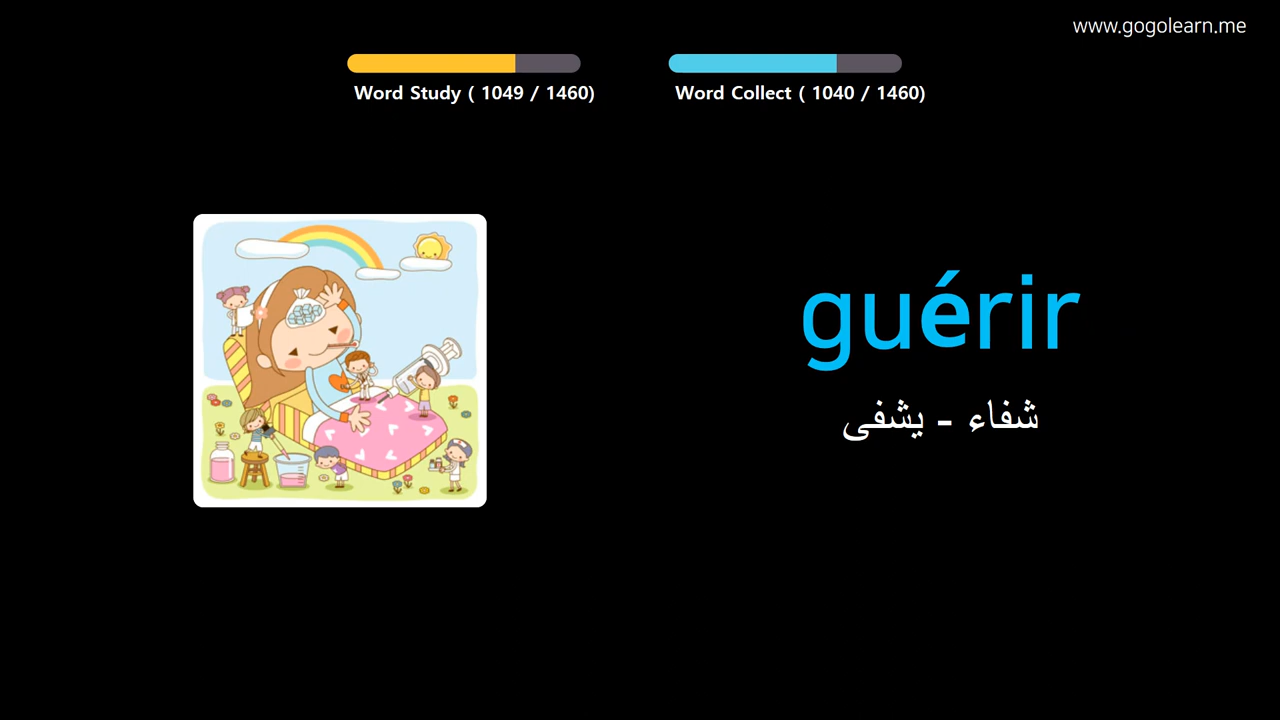 www.gogolearn.me
Word Study ( 1049 / 1460)
Word Collect ( 1040 / 1460)
guérir
شفاء - يشفى